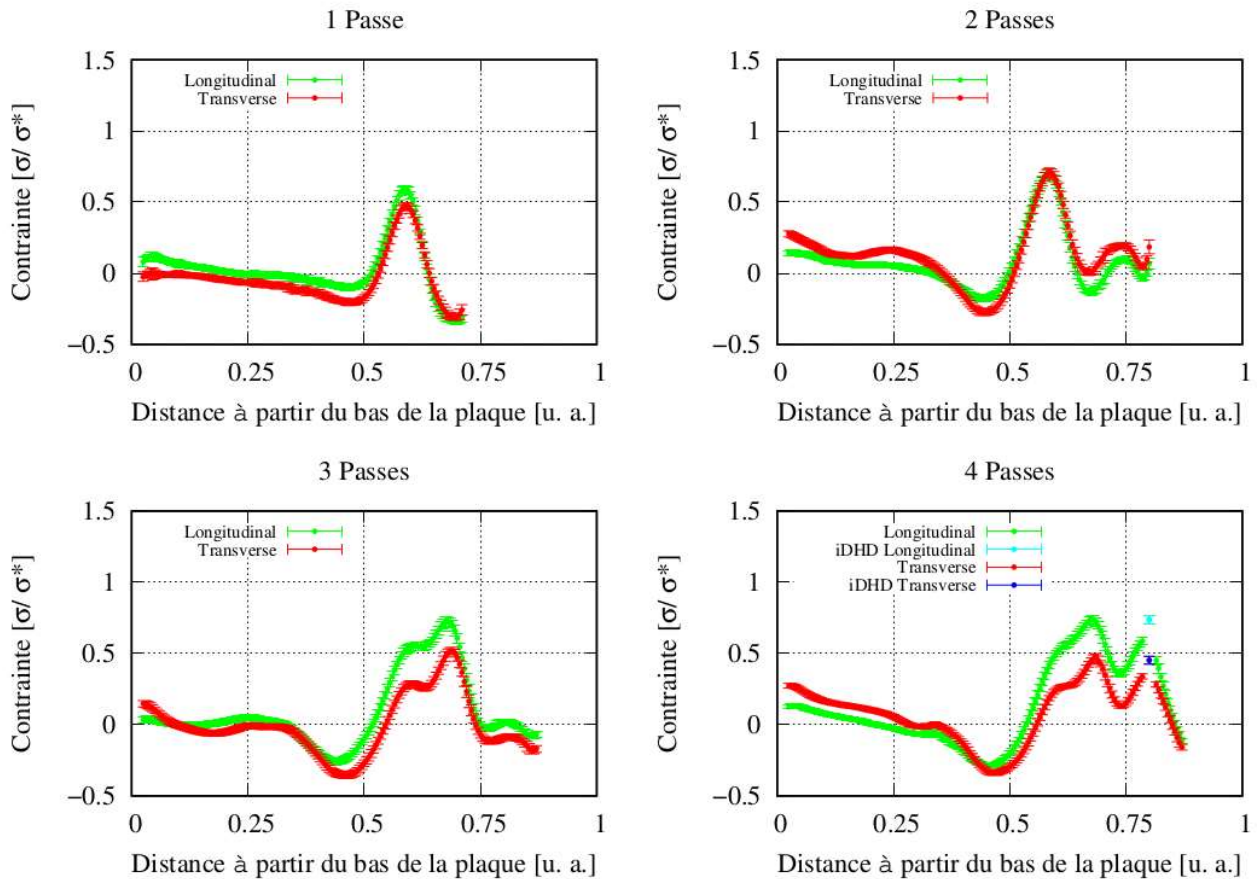 1 Passe
1.5
1
0.5
0
−0.5
Contrainte [σ/ σ*]
Longitudinal
Transverse
0 0.25 0.5 0.75 1
Distance à partir du bas de la plaque [u. a.]
2 Passes
1.5
1
0.5
0
−0.5
Contrainte [σ/ σ*]
Longitudinal
Transverse
0 0.25 0.5 0.75 1
Distance à partir du bas de la plaque [u. a.]
3 Passes
1.5
1
0.5
0
−0.5
Contrainte [σ/ σ*]
Longitudinal
Transverse
0 0.25 0.5 0.75 1
Distance à partir du bas de la plaque [u. a.]
4 Passes
1.5
1
0.5
0
−0.5
Contrainte [σ/ σ*]
Longitudinal
iDHD Longitudinal
Transverse
iDHD Transverse
0 0.25 0.5 0.75 1
Distance à partir du bas de la plaque [u. a.]